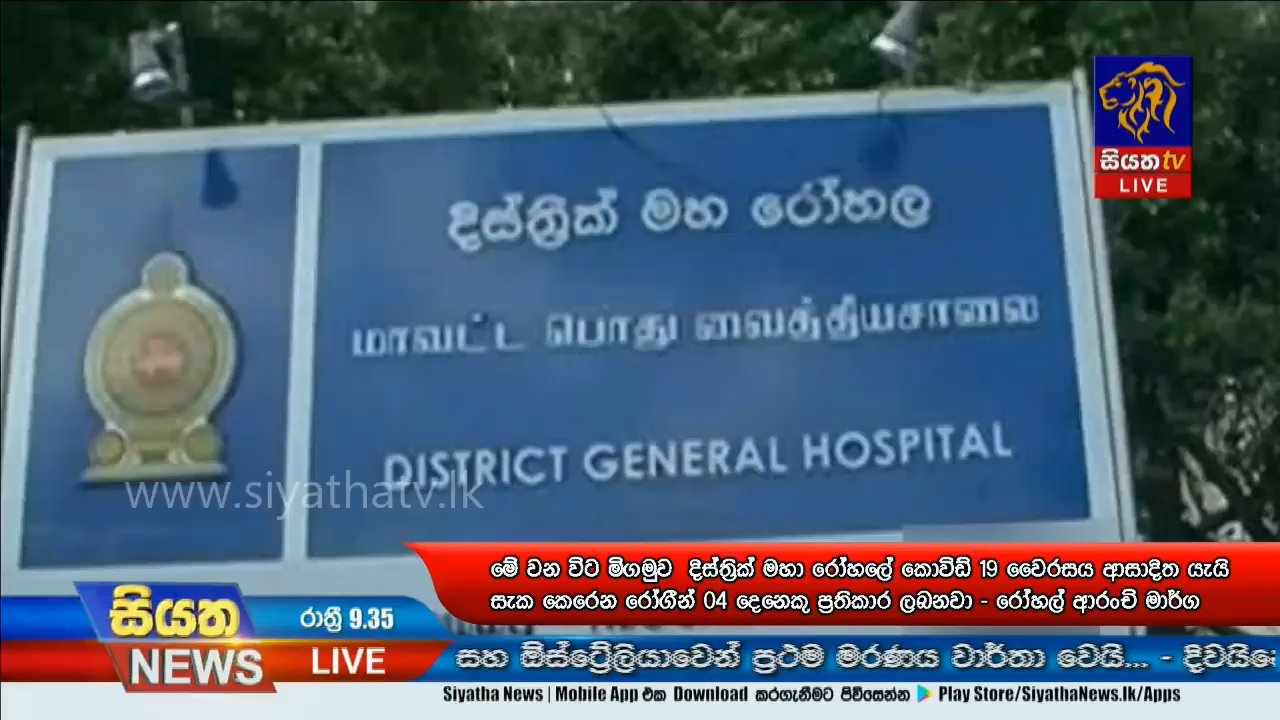 සියත tv
LIVE
දිස්ත්‍රික් මහ රෝහල
மாவட்ட பொது வைத்தியசாலை
DISTRICT GENERAL HOSPITAL
www.siyathatv.lk
මේ වන විට මීගමුව දිස්ත්‍රික් මහා රෝහලේ කොවිඩ් 19 වෛරසය ආසාදිත යැයි
සැක කෙරෙන රෝගීන් 04 දෙනෙකු ප්‍රතිකාර ලබනවා - රෝහල් ආරංචි මාර්ග
සියත
NEWS
රාත්‍රී 9.35
LIVE
සහ ඕස්ට්‍රේලියාවෙන් ප්‍රථම මරණය වාර්තා වෙයි... -
Siyatha News | Mobile App එක Download කරගැනීමට පිවිසෙන්න Play Store/SiyathaNews.lk/Apps